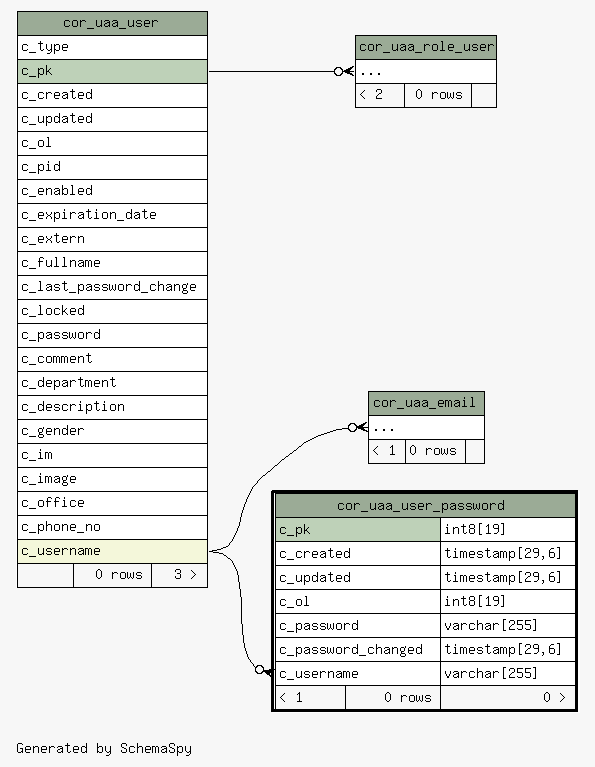 cor_uaa_user
c_type
c_pk
c_created
c_updated
c_ol
c_pid
c_enabled
c_expiration_date
c_extern
c_fullname
c_last_password_change
c_locked
c_password
c_comment
c_department
c_description
c_gender
c_im
c_image
c_office
c_phone_no
c_username
0 rows 3 >
cor_uaa_role_user
...
< 2 0 rows
cor_uaa_email
...
< 1 0 rows
cor_uaa_user_password
c_pk int8[19]
c_created timestamp[29,6]
c_updated timestamp[29,6]
c_ol int8[19]
c_password varchar[255]
c_password_changed timestamp[29,6]
c_username varchar[255]
< 1 0 rows 0 >
Generated by SchemaSpy